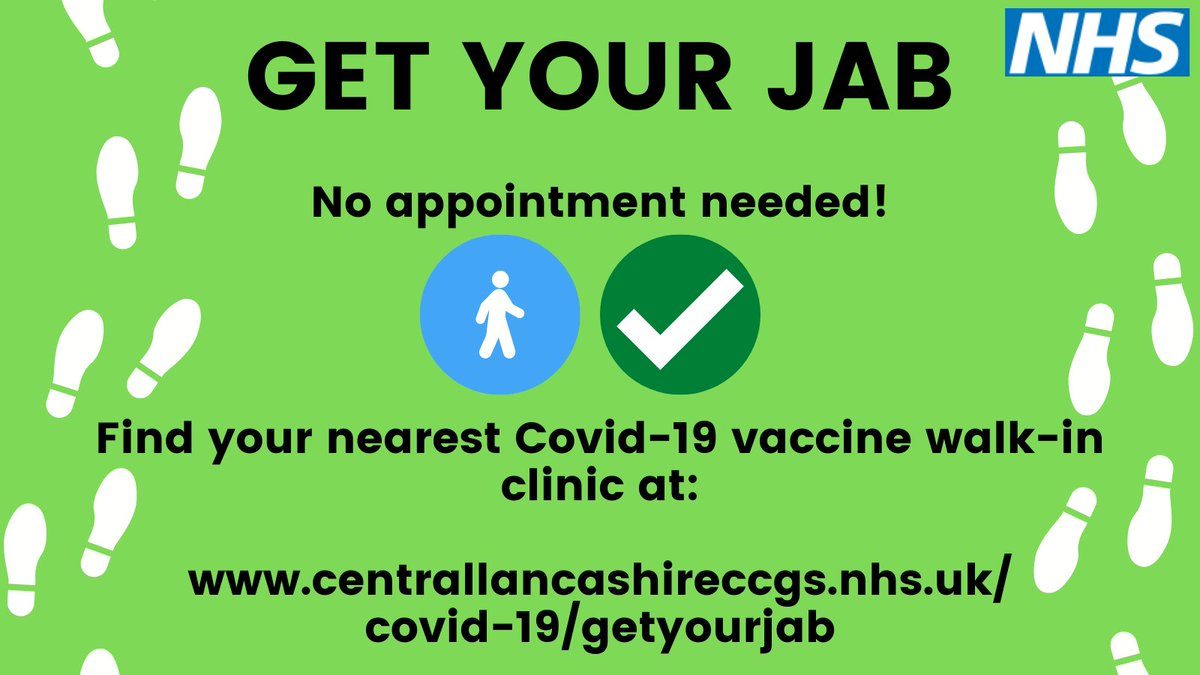 NHS
GET YOUR JAB
No appointment needed!
Find your nearest Covid-19 vaccine walk-in
clinic at:
www.centrallancashireccgs.nhs.uk/
covid-19/getyourjab